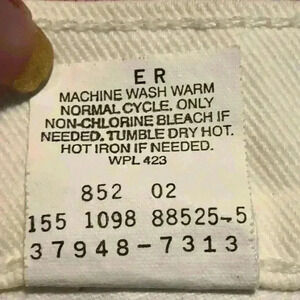 ER
MACHINE WASH WARM
NORMAL CYCLE, ONLY
NON-CHLORINE BLEACH IF
NEEDED, TUMBLE DRY HOT.
HOT IRON IF NEEDED.
WPL 423
852 02
155 1098 88525-5
37948-7313